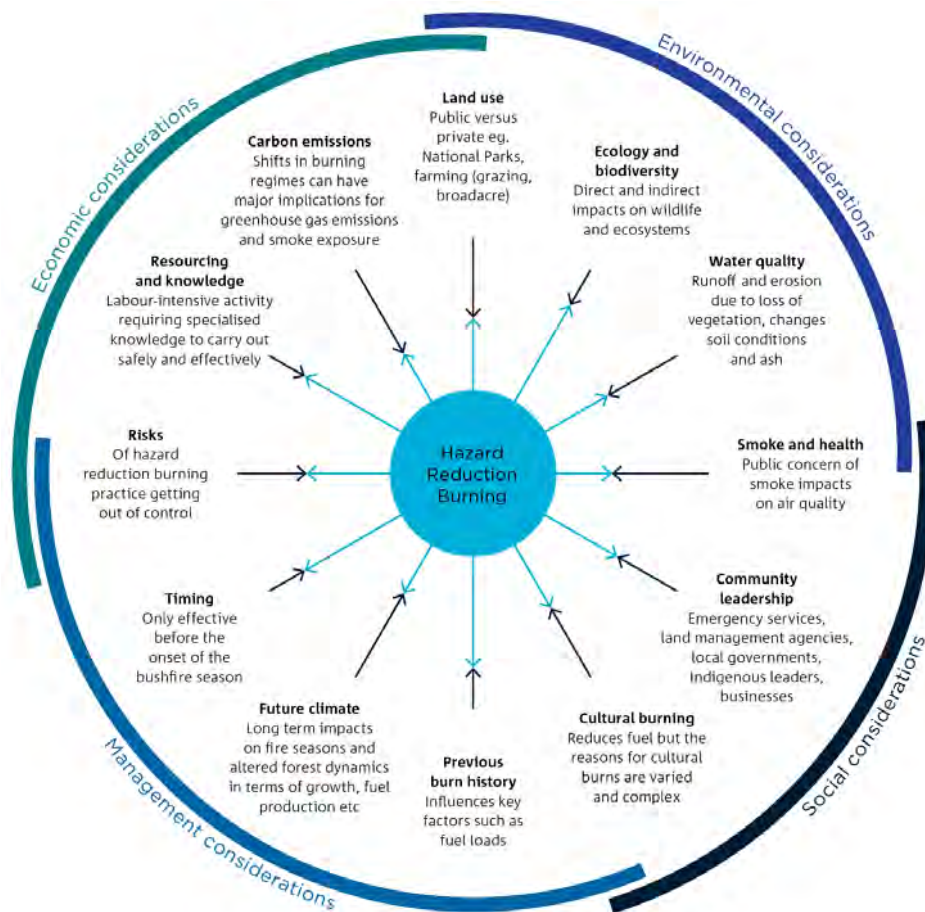 Economic considerations
Environmental considerations
Land use
Public versus
private eg.
National Parks,
farming (grazing,
broadacre)
Carbon emissions
Shifts in burning
regimes can have
major implications for
greenhouse gas emissions
and smoke exposure
Ecology and
biodiversity
Direct and indirect
impacts on wildlife
and ecosystems
Resourcing
and knowledge
Labour-intensive activity
requiring specialised
knowledge to carry out
safely and effectively
Water quality
Runoff and erosion
due to loss of
vegetation, changes
soil conditions
and ash
Hazard
Reduction
Burning
Risks
Of hazard
reduction burning
practice getting
out of control
Smoke and health
Public concern of
smoke impacts
on air quality
Timing
Only effective
before the
onset of the
bushfire season
Community
leadership
Emergency services,
land management agencies,
local governments,
Indigenous leaders,
businesses
Future climate
Long term impacts
on fire seasons and
altered forest dynamics
in terms of growth, fuel
production etc
Previous
burn history
Influences key
factors such as
fuel loads
Cultural burning
Reduces fuel but the
reasons for cultural
burns are varied
and complex
Management considerations
Social considerations